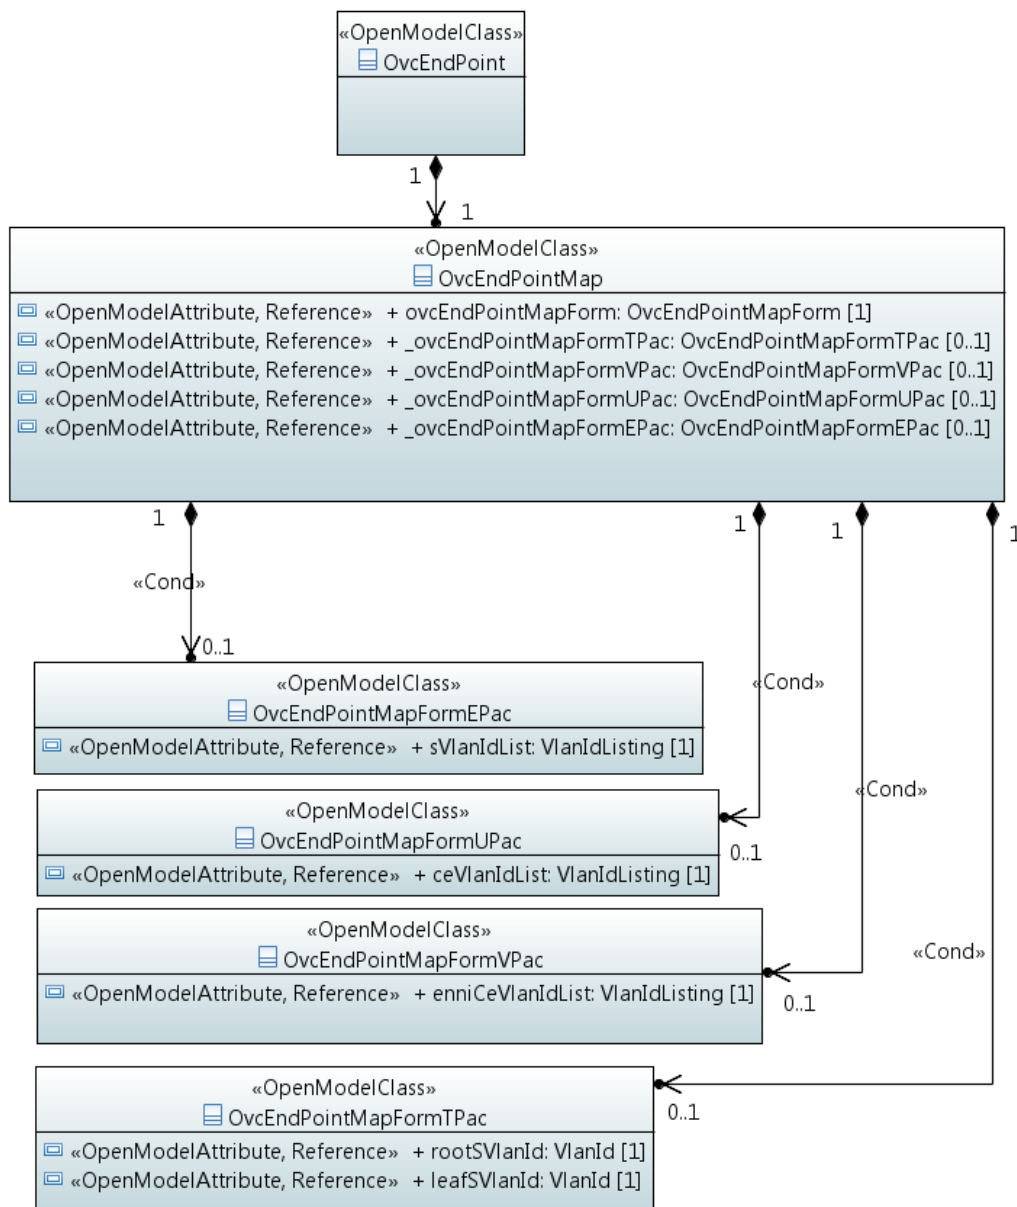 «OpenModelClass»
OvcEndPoint
1
1
«OpenModelClass»
OvcEndPointMap
«OpenModelAttribute, Reference» + ovcEndPointMapForm: OvcEndPointMapForm [1]
«OpenModelAttribute, Reference» + _ovcEndPointMapFormTPac: OvcEndPointMapFormTPac [0..1]
«OpenModelAttribute, Reference» + _ovcEndPointMapFormVPac: OvcEndPointMapFormVPac [0..1]
«OpenModelAttribute, Reference» + _ovcEndPointMapFormUPac: OvcEndPointMapFormUPac [0..1]
«OpenModelAttribute, Reference» + _ovcEndPointMapFormEPac: OvcEndPointMapFormEPac [0..1]
1
1
1
1
«Cond»
0..1
«OpenModelClass»
OvcEndPointMapFormEPac
«OpenModelAttribute, Reference» + sVlanIdList: VlanIdListing [1]
«Cond»
«OpenModelClass»
OvcEndPointMapFormUPac
«OpenModelAttribute, Reference» + ceVlanIdList: VlanIdListing [1]
0..1
«Cond»
«OpenModelClass»
OvcEndPointMapFormVPac
«OpenModelAttribute, Reference» + enniCeVlanIdList: VlanIdListing [1]
0..1
«Cond»
«OpenModelClass»
OvcEndPointMapFormTPac
«OpenModelAttribute, Reference» + rootSVlanId: VlanId [1]
«OpenModelAttribute, Reference» + leafSVlanId: VlanId [1]
0..1